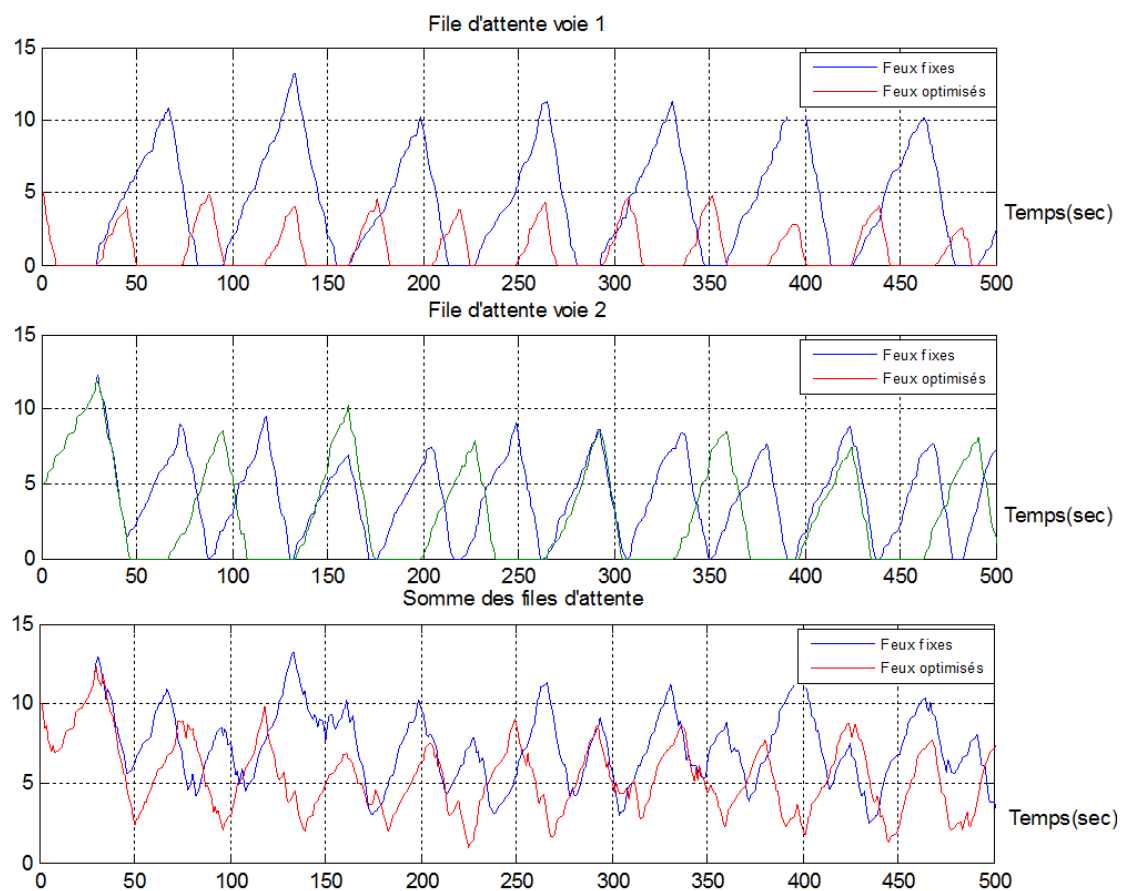 File d'attente voie 1
15
10
5
0
Feux fixes
Feux optimisés
Temps(sec)
0 50 100 150 200 250 300 350 400 450 500
File d'attente voie 2
15
10
5
0
Feux fixes
Feux optimisés
Temps(sec)
0 50 100 150 200 250 300 350 400 450 500
Somme des files d'attente
15
10
5
0
Feux fixes
Feux optimisés
Temps(sec)
0 50 100 150 200 250 300 350 400 450 500